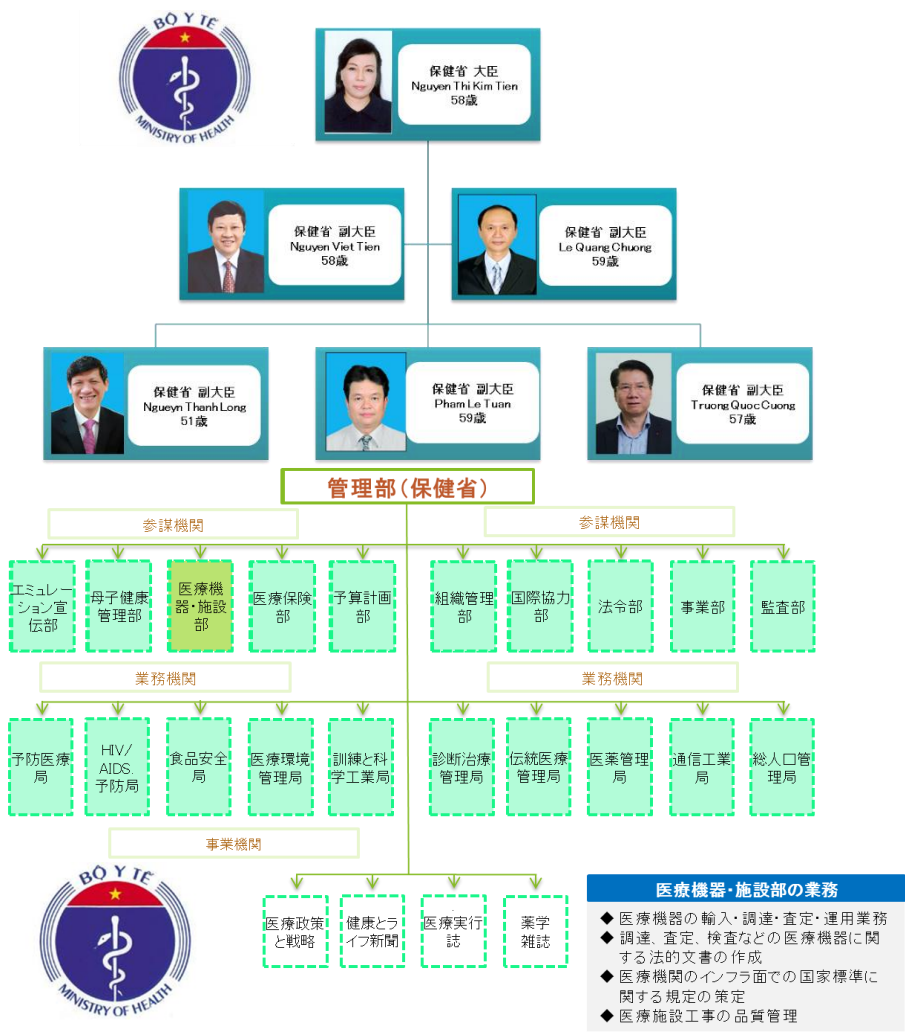 BỘ Y TẾ
MINISTRY OF HEALTH
保健省 大臣
Nguyen Thi Kim Tien
58歳
保健省 副大臣
Nguyen Viet Tien
58歳
保健省 副大臣
Le Quang Chuong
59歳
保健省 副大臣
Ngueyn Thanh Long
51歳
保健省 副大臣
Pham Le Tuan
59歳
保健省 副大臣
Truong Quoc Cuong
57歳
管理部(保健省)
参謀機関
参謀機関
エミュレー
ション宣
伝部
母子健康
管理部
医療機
器・施設
部
医療保険
部
予算計画
部
組織管理
部
国際協力
部
法令部
事業部
監査部
業務機関
業務機関
予防医療
局
HIV/
AIDS.
予防局
食品安全
局
医療環境
管理局
訓練と科
学工業局
診断治療
管理局
伝統医療
管理局
医薬管理
局
通信工業
局
総人口管
理局
事業機関
医療政策
と戦略
健康とラ
イフ新聞
医療実行
誌
薬学
雑誌
BỘ Y TẾ
MINISTRY OF HEALTH
医療機器・施設部の業務
◆ 医療機器の輸入・調達・査定・運用業務
◆ 調達、査定、検査などの医療機器に関
する法的文書の作成
◆ 医療機関のインフラ面での国家標準に
関する規定の策定
◆ 医療施設工事の品質管理